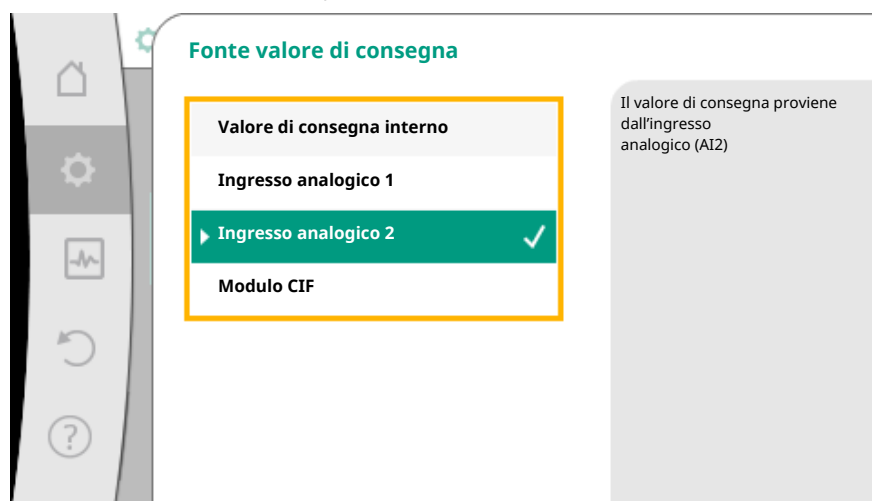 Fonte valore di consegna
Valore di consegna interno
Ingresso analogico 1
Ingresso analogico 2
Modulo CIF
Il valore di consegna proviene
dall'ingresso
analogico (AI2)
?